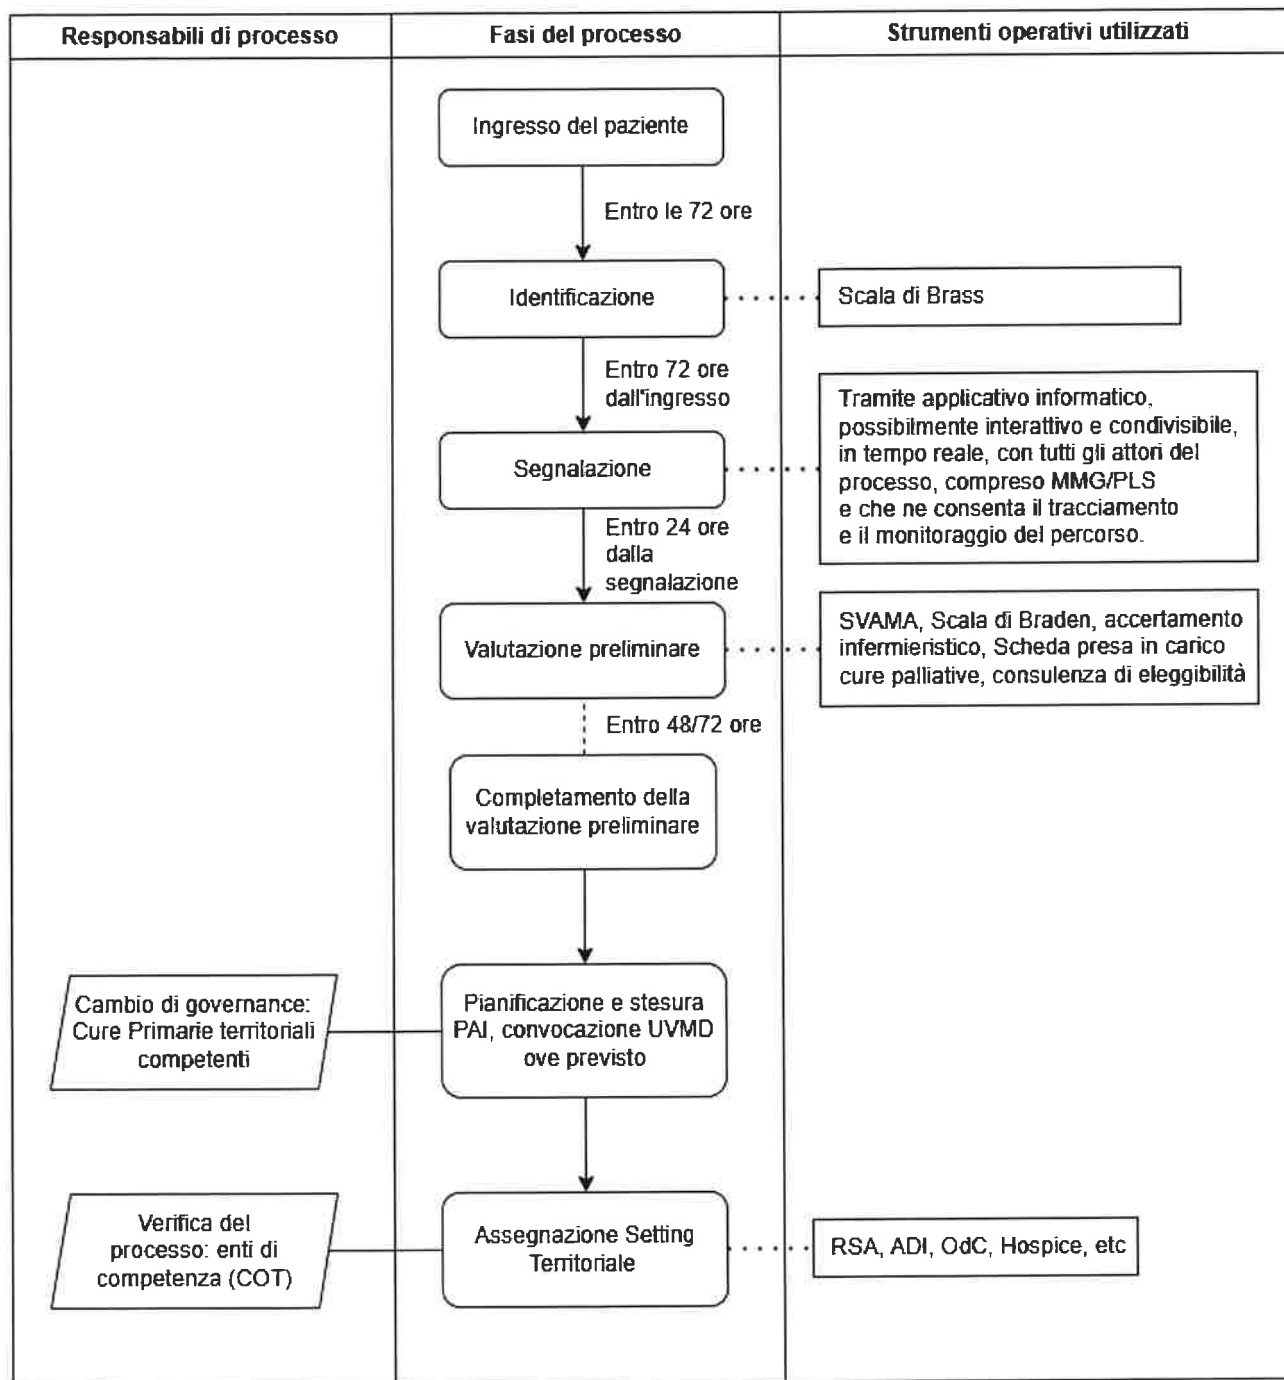 Responsabili di processo
Fasi del processo
Strumenti operativi utilizzati
Ingresso del paziente
Entro le 72 ore
Identificazione
Scala di Brass
Entro 72 ore
dall'ingresso
Segnalazione
Tramite applicativo informatico,
possibilmente interattivo e condivisibile,
in tempo reale, con tutti gli attori del
processo, compreso MMG/PLS
e che ne consenta il tracciamento
e il monitoraggio del percorso.
Entro 24 ore
dalla
segnalazione
Valutazione preliminare
SVAMA, Scala di Braden, accertamento
infermieristico, Scheda presa in carico
cure palliative, consulenza di eleggibilità
Entro 48/72 ore
Completamento della
valutazione preliminare
Cambio di governance:
Cure Primarie territoriali
competenti
Pianificazione e stesura
PAI, convocazione UVMD
ove previsto
Verifica del
processo: enti di
competenza (COT)
Assegnazione Setting
Territoriale
RSA, ADI, OdC, Hospice, etc